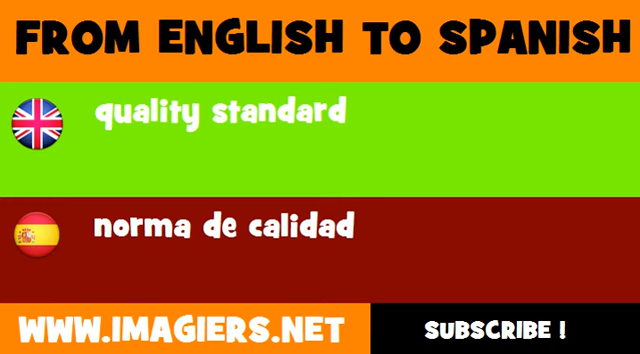 FROM ENGLISH TO SPANISH
quality standard
norma de calidad
WWW.IMAGIERS.NET
SUBSCRIBE !